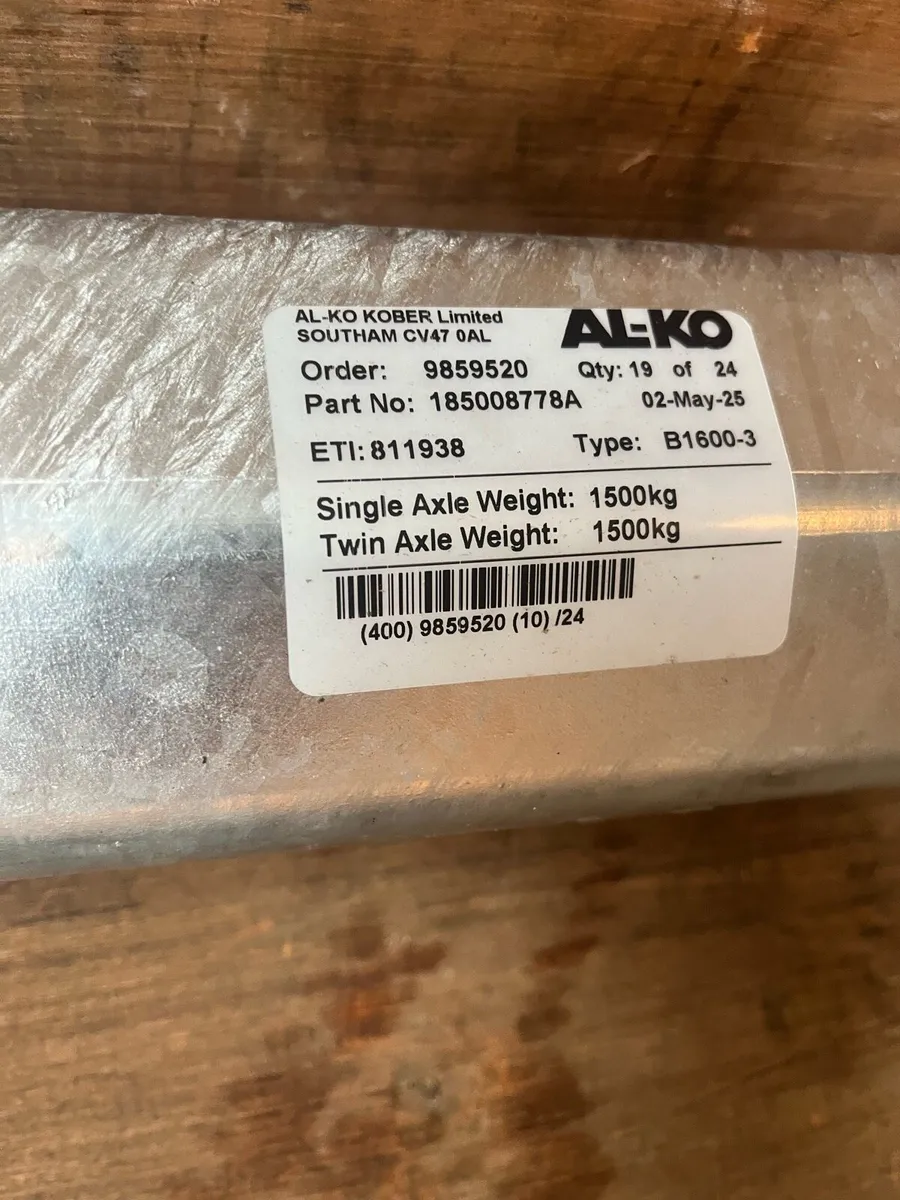 AL-KO KOBER Limited
SOUTHAM CV47 0AL
AL-KO
Order: 9859520 Qty: 19 of 24
Part No: 185008778A 02-May-25
ETI: 811938 Type: B1600-3
Single Axle Weight: 1500kg
Twin Axle Weight: 1500kg
(400) 9859520 (10) /24